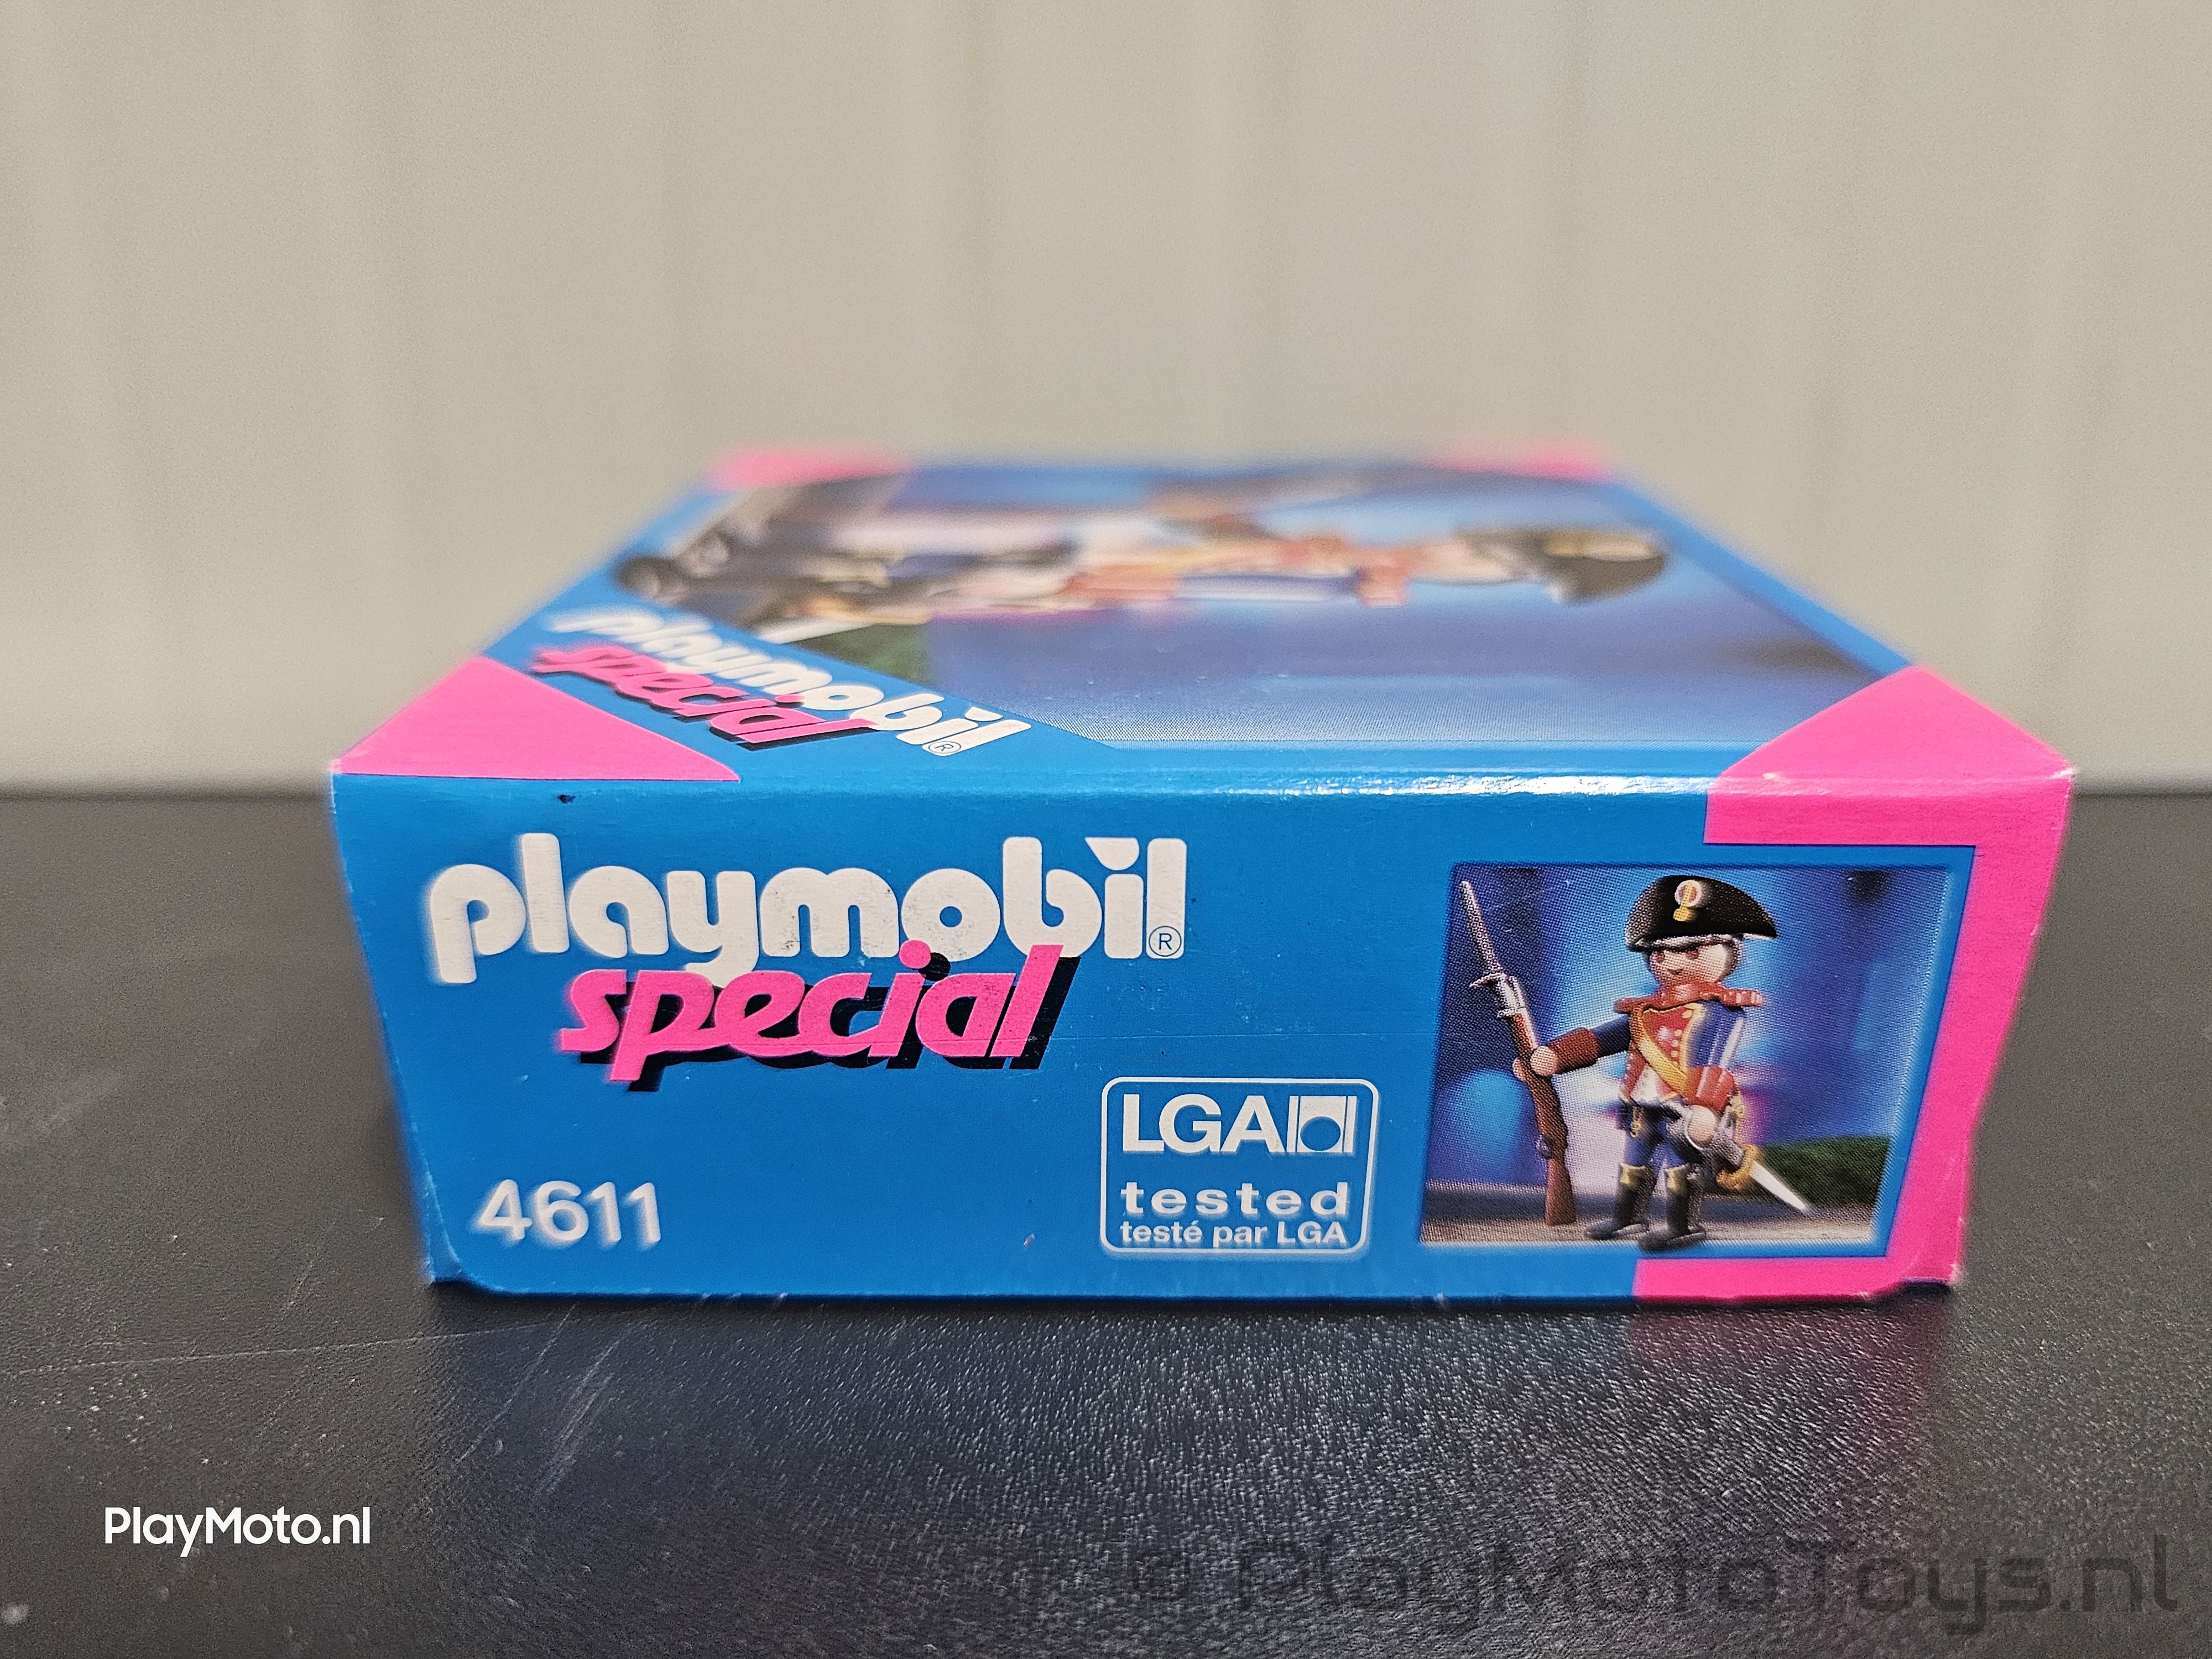 playmobil®
special
playmobil®
special
4611
LGA
tested
testé par LGA
PlayMoto.nl
© PlayMotoToys.nl